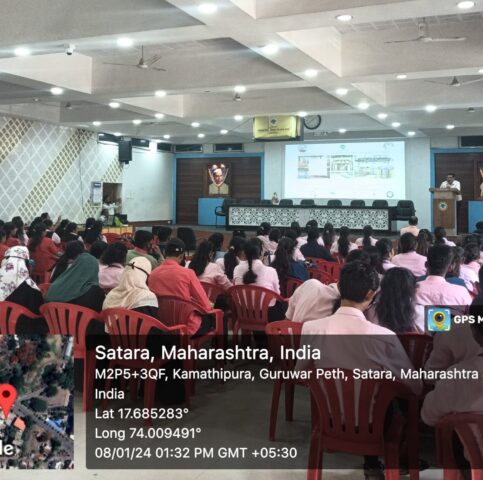 GPS M
Satara, Maharashtra, India
M2P5+3QF, Kamathipura, Guruwar Peth, Satara, Maharashtra
India
Lat 17.685283°
Long 74.009491°
08/01/24 01:32 PM GMT +05:30
le